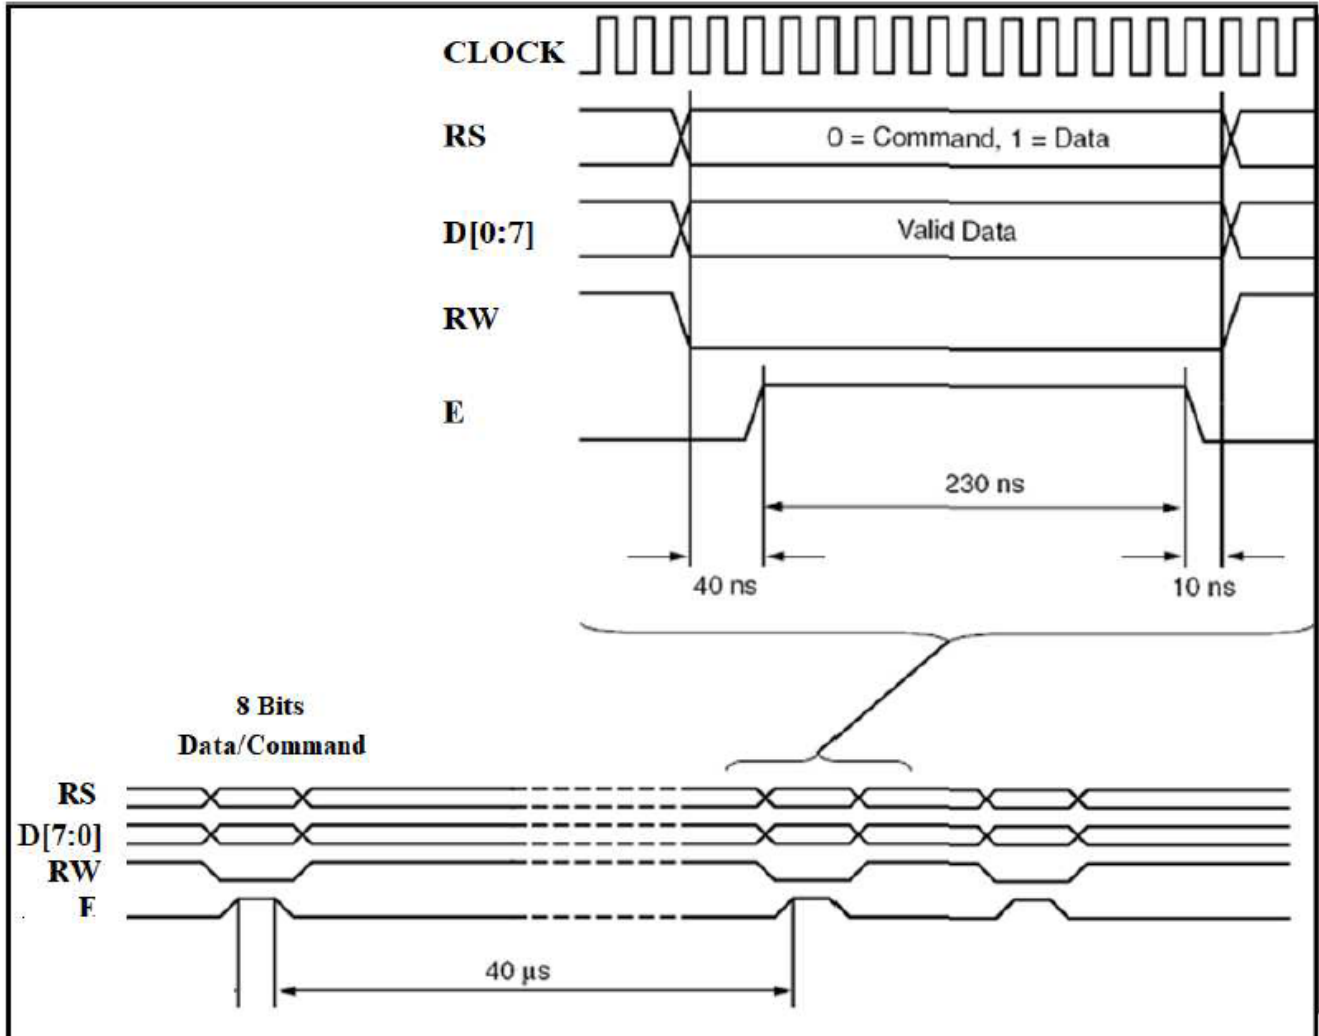 CLOCK
RS
0 = Command, 1 = Data
D[0:7]
Valid Data
RW
E
230 ns
40 ns
10 ns
8 Bits
Data/Command
RS
D[7:0]
RW
E
40 µs